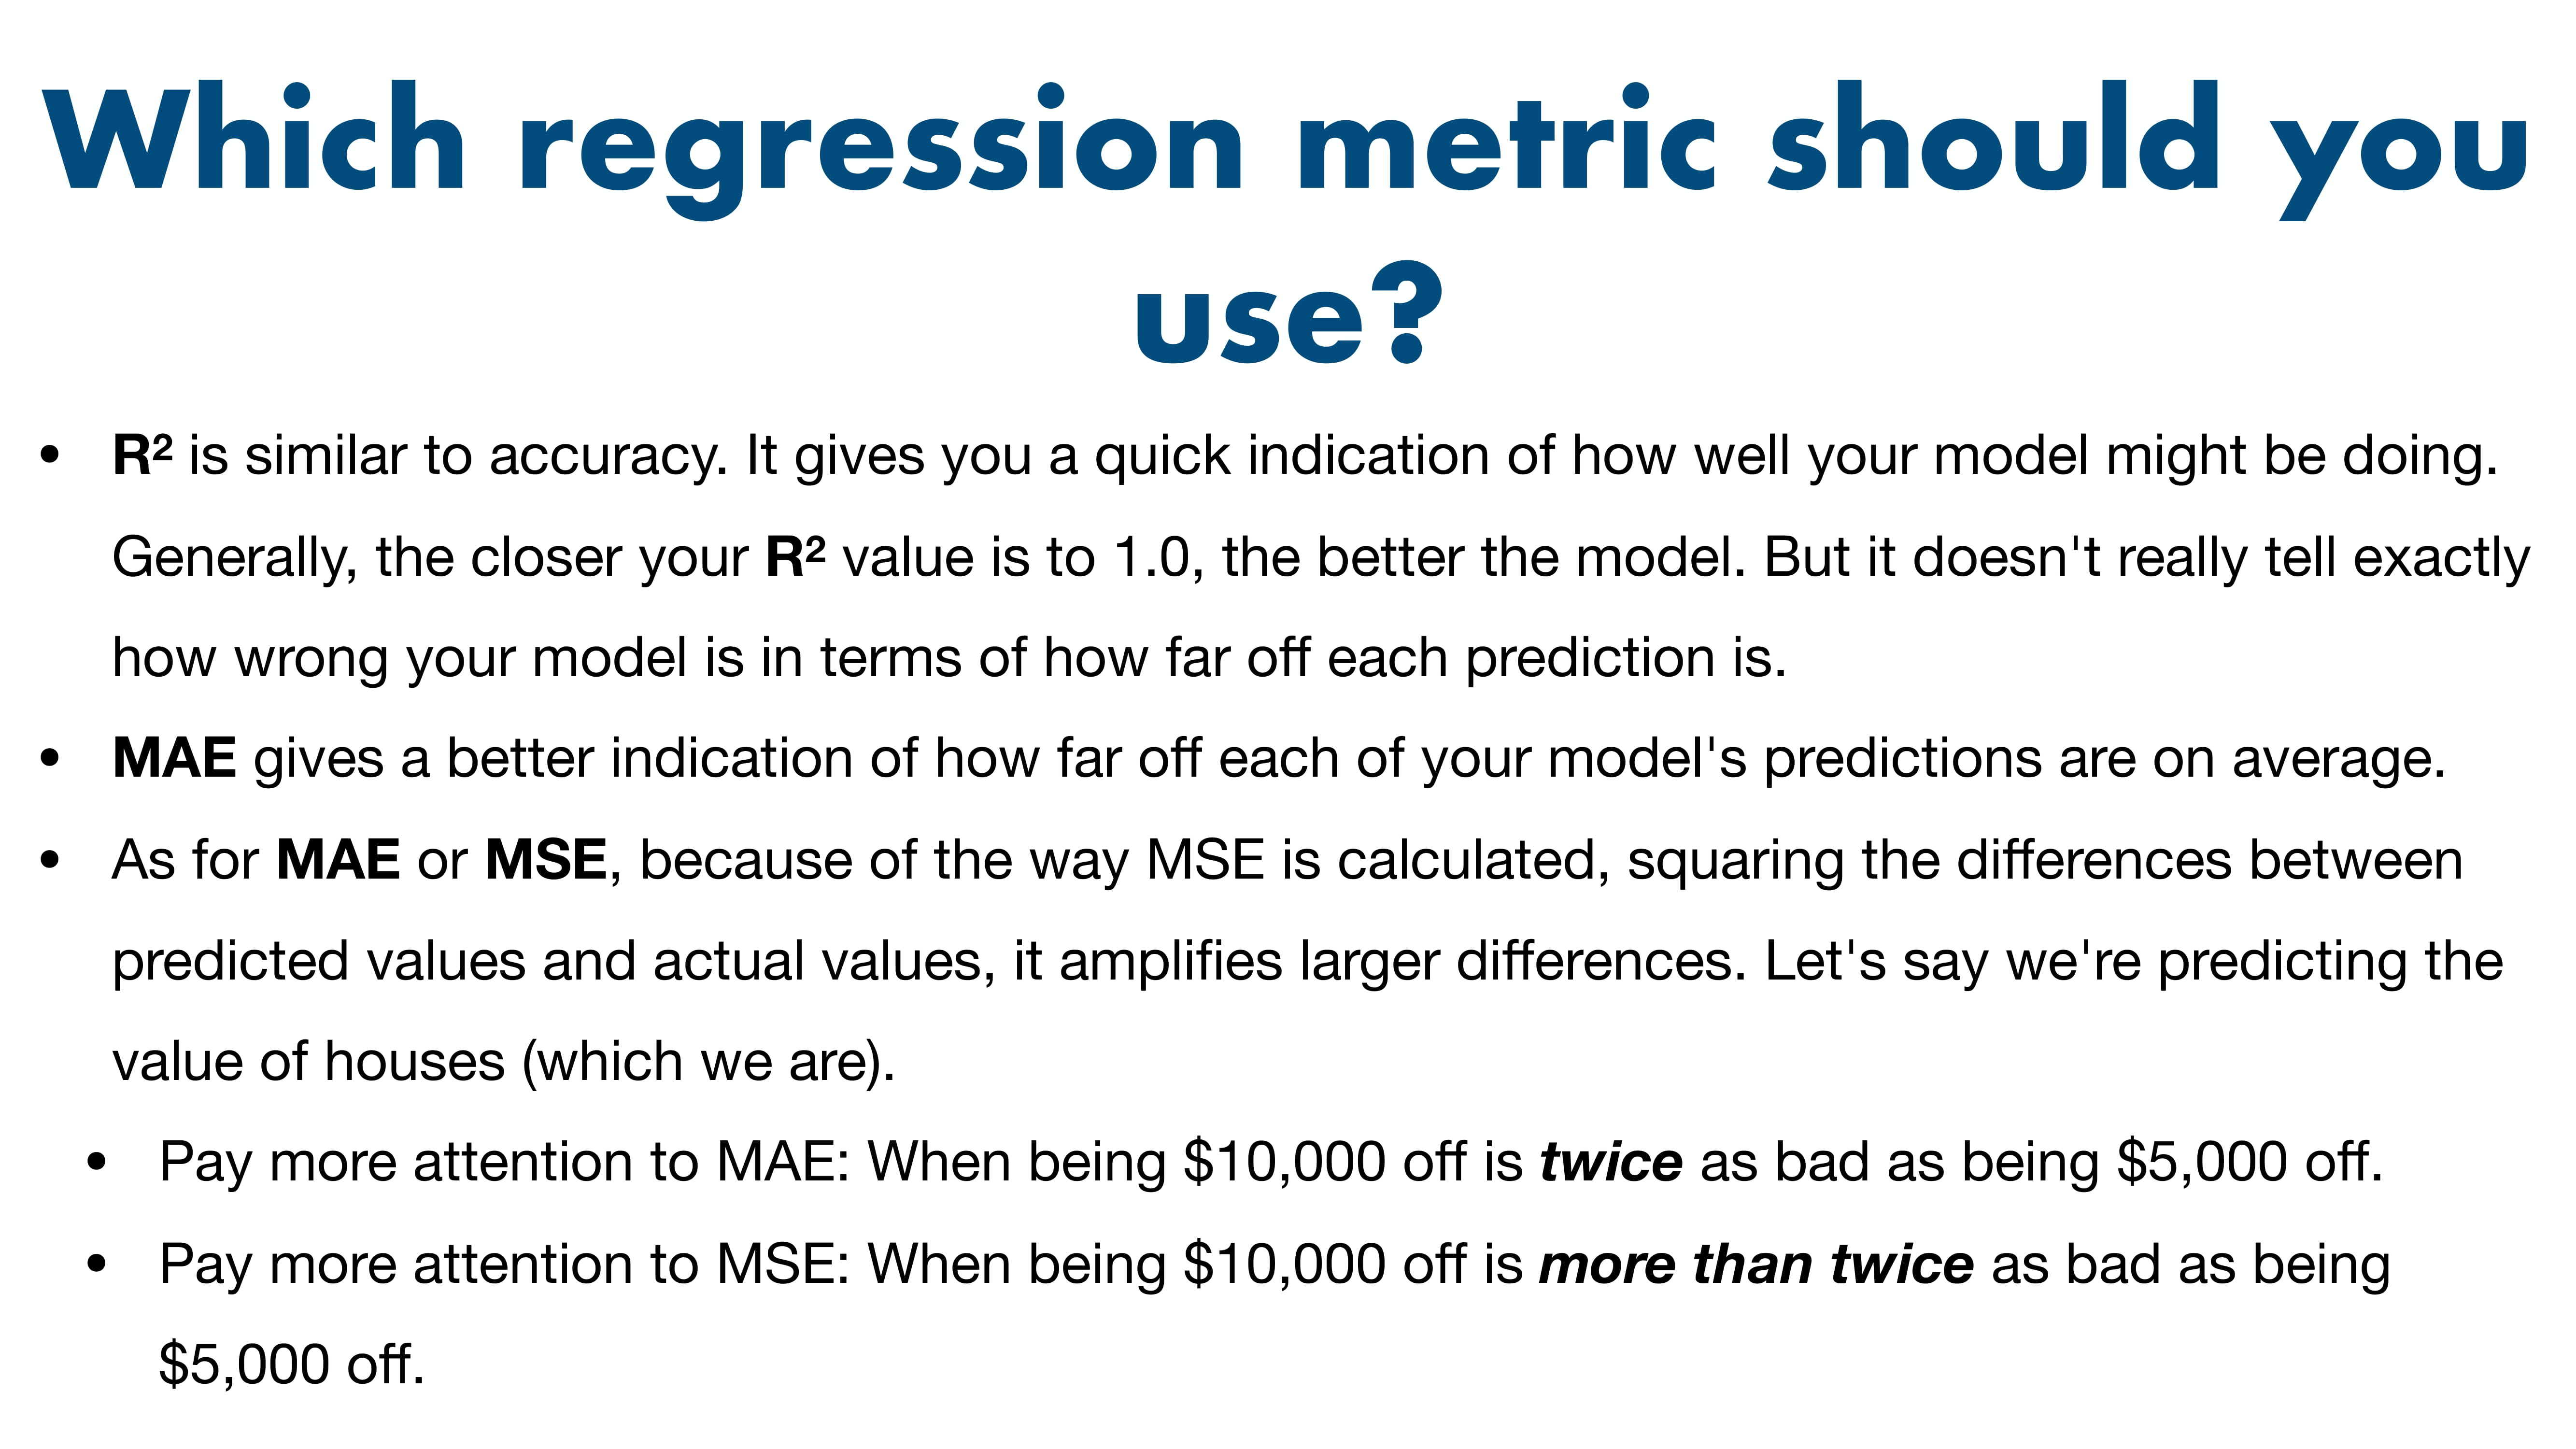 Which regression metric should you
use?
• R² is similar to accuracy. It gives you a quick indication of how well your model might be doing.
Generally, the closer your R² value is to 1.0, the better the model. But it doesn't really tell exactly
how wrong your model is in terms of how far off each prediction is.
• MAE gives a better indication of how far off each of your model's predictions are on average.
• As for MAE or MSE, because of the way MSE is calculated, squaring the differences between
predicted values and actual values, it amplifies larger differences. Let's say we're predicting the
value of houses (which we are).
• Pay more attention to MAE: When being $10,000 off is twice as bad as being $5,000 off.
• Pay more attention to MSE: When being $10,000 off is more than twice as bad as being
$5,000 off.